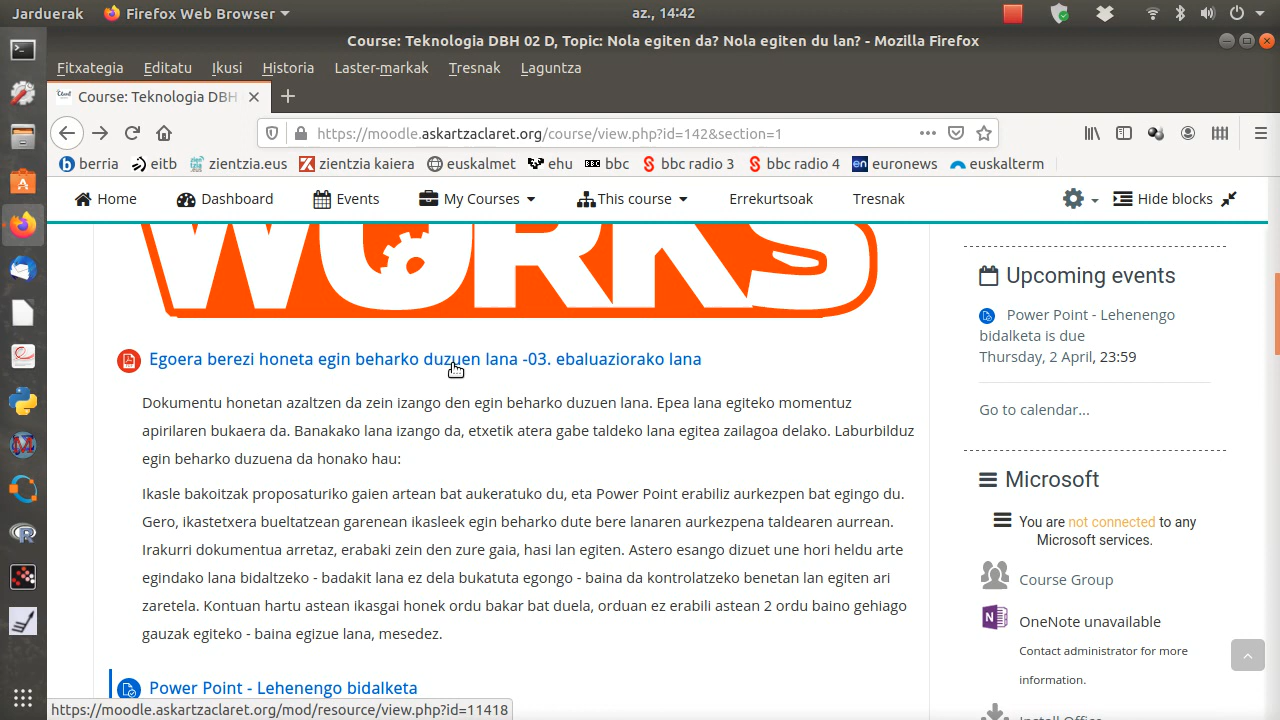 Jarduerak
Firefox Web Browser
az., 14:42
Course: Teknologia DBH 02 D, Topic: Nola egiten da? Nola egiten du lan? - Mozilla Firefox
Fitxategia Editatu Ikusi Historia Laster-markak Tresnak Laguntza
Course: Teknologia DBH
https://moodle.askartzaclaret.org/course/view.php?id=142&section=1
berria eitb zientzia.eus zientzia kaiera euskalmet ehu bbc bbc radio 3 bbc radio 4 euronews euskalterm
Home Dashboard Events My Courses This course Errekurtsoak Tresnak Hide blocks
WORKS
Egoera berezi honeta egin beharko duzuen lana -03. ebaluaziorako lana
Dokumentu honetan azaltzen da zein izango den egin beharko duzuen lana. Epea lana egiteko momentuz
apirilaren bukaera da. Banakako lana izango da, etxetik atera gabe taldeko lana egitea zailagoa delako. Laburbilduz
egin beharko duzuena da honako hau:
Ikasle bakoitzak proposaturiko gaien artean bat aukeratuko du, eta Power Point erabiliz aurkezpen bat egingo du.
Gero, ikastetxera bueltatzean garenean ikasleek egin beharko dute bere lanaren aurkezpena taldearen aurrean.
Irakurri dokumentua arretaz, erabaki zein den zure gaia, hasi lan egiten. Astero esango dizuet une hori heldu arte
egindako lana bidaltzeko - badakit lana ez dela bukatuta egongo - baina da kontrolatzeko benetan lan egiten ari
zaretela. Kontuan hartu astean ikasgai honek ordu bakar bat duela, orduan ez erabili astean 2 ordu baino gehiago
gauzak egiteko - baina egizue lana, mesedez.
Power Point - Lehenengo bidalketa
https://moodle.askartzaclaret.org/mod/resource/view.php?id=11418
Upcoming events
Power Point - Lehenengo
bidalketa is due
Thursday, 2 April, 23:59
Go to calendar...
Microsoft
You are not connected to any
Microsoft services.
Course Group
OneNote unavailable
Contact administrator for more
information.
Install Office